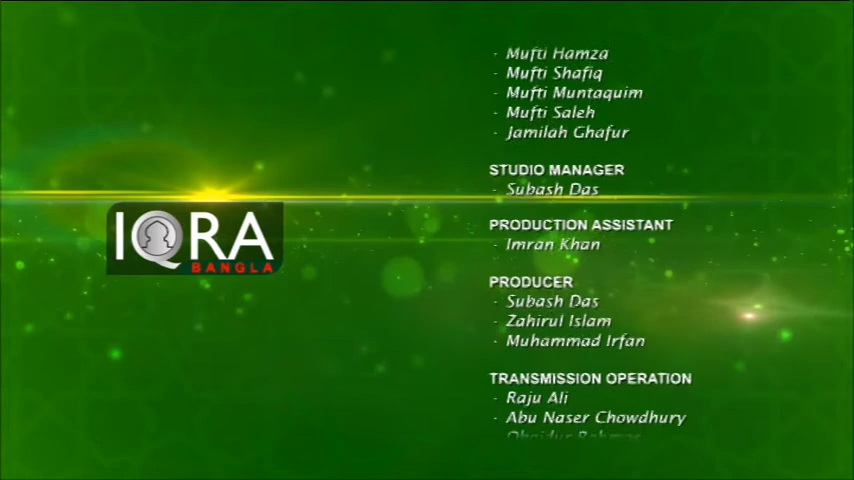 - Mufti Hamza
- Mufti Shafiq
- Mufti Muntaquim
- Mufti Saleh
- Jamilah Ghafur
STUDIO MANAGER
- Subash Das
PRODUCTION ASSISTANT
- Imran Khan
IQRA
BANGLA
PRODUCER
- Subash Das
- Zahirul Islam
- Muhammad Irfan
TRANSMISSION OPERATION
- Raju Ali
- Abu Naser Chowdhury